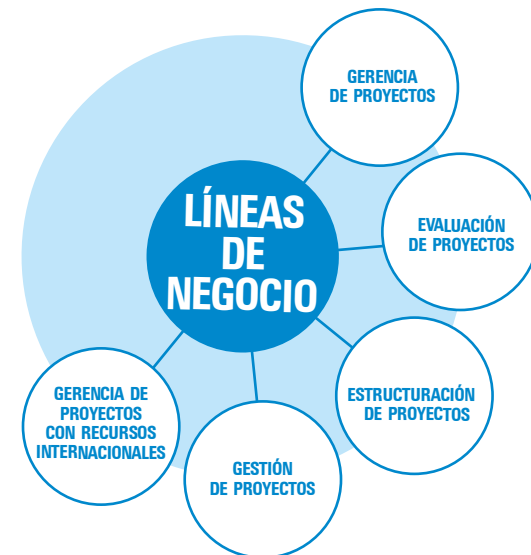 GERENCIA
DE PROYECTOS
EVALUACIÓN
DE PROYECTOS
LÍNEAS
DE
NEGOCIO
ESTRUCTURACIÓN
DE PROYECTOS
GERENCIA DE
PROYECTOS
CON RECURSOS
INTERNACIONALES
GESTIÓN
DE PROYECTOS